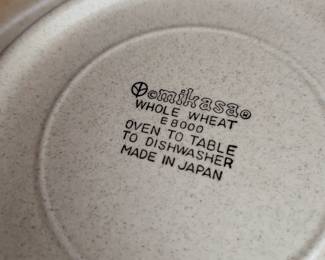 ©mikasa®
WHOLE WHEAT
E 8000
OVEN TO TABLE
TO DISHWASHER
MADE IN JAPAN